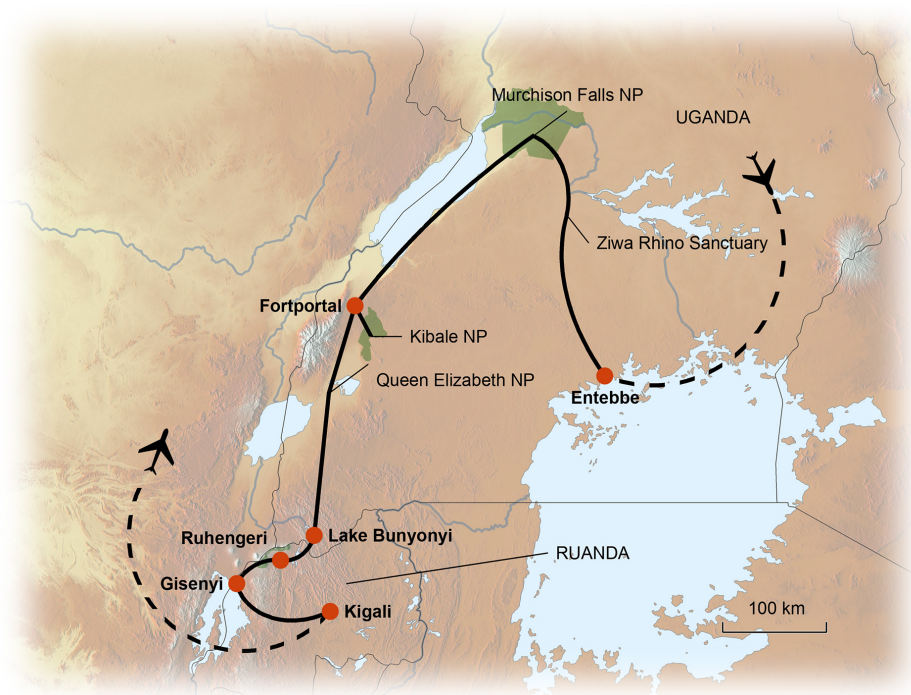 Murchison Falls NP
UGANDA
Ziwa Rhino Sanctuary
Fortportal
Kibale NP
Queen Elizabeth NP
Entebbe
Ruhengeri
Lake Bunyonyi
RUANDA
Gisenyi
Kigali
100 km